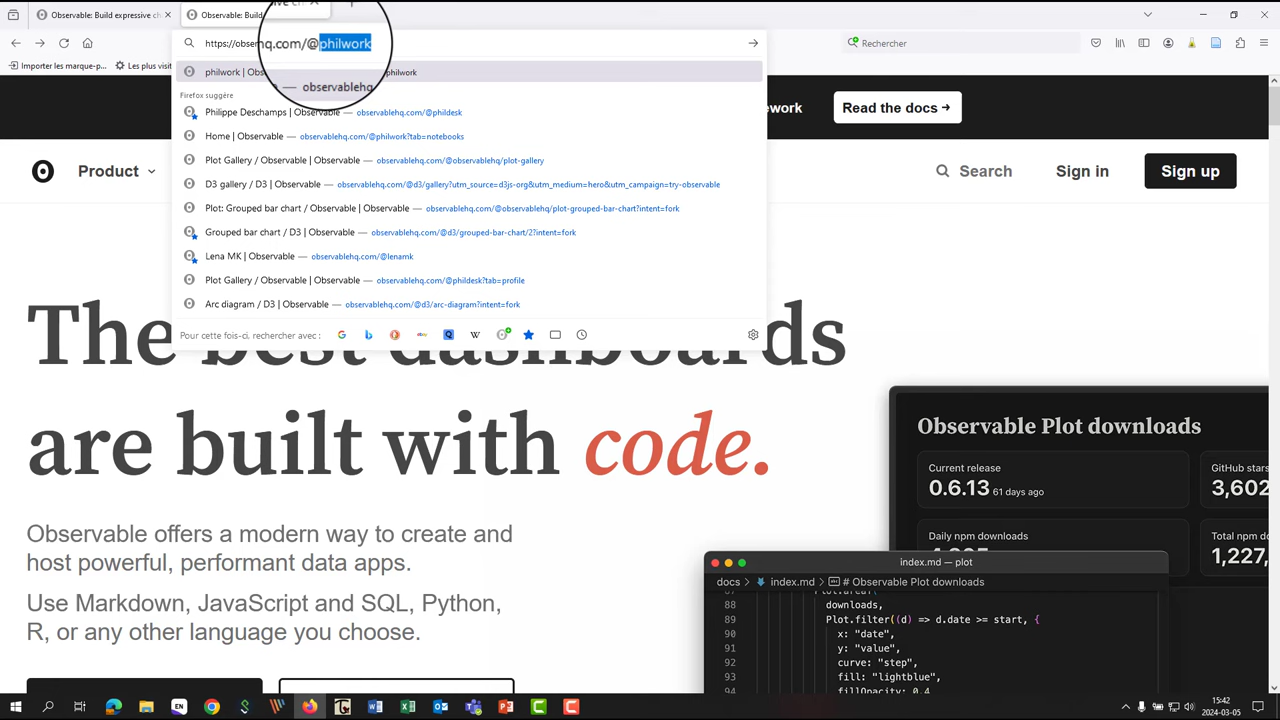 Observable: Build expressive ch
Observable: Build
https://obser hq.com/@philwork
Rechercher
philwork | Obs philwork
— observablehq
Importer les marque-p...
Les plus visit
Firefox suggère
work
Read the docs →
Philippe Deschamps | Observable — observablehq.com/@phildesk
Home | Observable — observablehq.com/@philwork?tab=notebooks
Plot Gallery / Observable | Observable — observablehq.com/@observablehq/plot-gallery
Product
Search
Sign in
Sign up
D3 gallery / D3 | Observable — observablehq.com/@d3/gallery?utm_source=d3js-org&utm_medium=hero&utm_campaign=try-observable
Plot: Grouped bar chart / Observable | Observable — observablehq.com/@observablehq/plot-grouped-bar-chart?intent=fork
Grouped bar chart / D3 | Observable — observablehq.com/@d3/grouped-bar-chart/2?intent=fork
Lena MK | Observable — observablehq.com/@lenamk
Plot Gallery / Observable | Observable — observablehq.com/@phildesk?tab=profile
Arc diagram / D3 | Observable — observablehq.com/@d3/arc-diagram?intent=fork
Pour cette fois-ci, rechercher avec :
The best dashboards
are built with code.
Observable offers a modern way to create and
host powerful, performant data apps.
Use Markdown, JavaScript and SQL, Python,
R, or any other language you choose.
Observable Plot downloads
Current release
0.6.13 61 days ago
GitHub stars
3,602
Daily npm downloads
Total npm do
1,227,
index.md — plot
docs > index.md > # Observable Plot downloads
88 downloads,
89 Plot.filter((d) => d.date >= start, {
90 x: "date",
91 y: "value",
92 curve: "step",
93 fill: "lightblue",
94 fillOpacity: 0.4
EN
15:42
2024-03-05